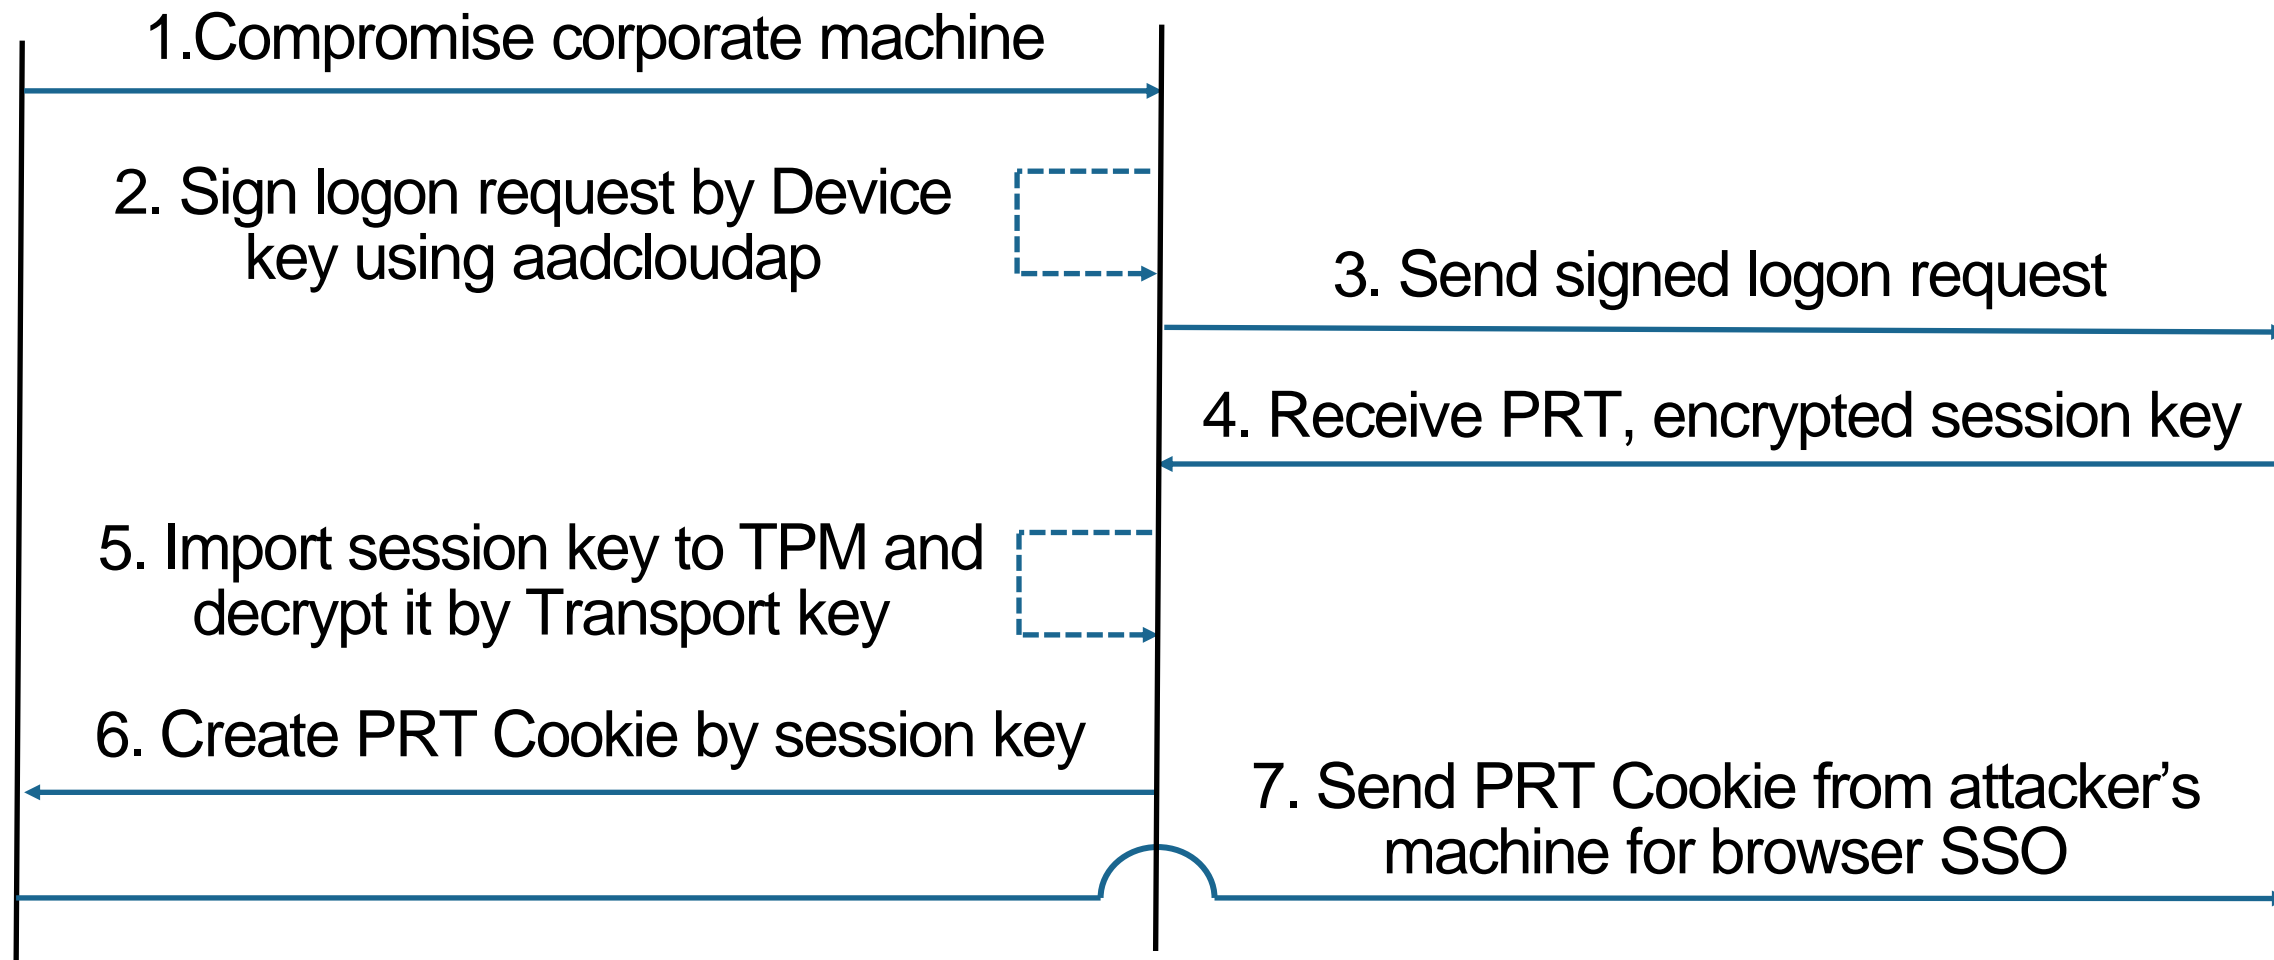 1.Compromise corporate machine
2. Sign logon request by Device
key using aadcloudap
3. Send signed logon request
4. Receive PRT, encrypted session key
5. Import session key to TPM and
decrypt it by Transport key
6. Create PRT Cookie by session key
7. Send PRT Cookie from attacker’s
machine for browser SSO